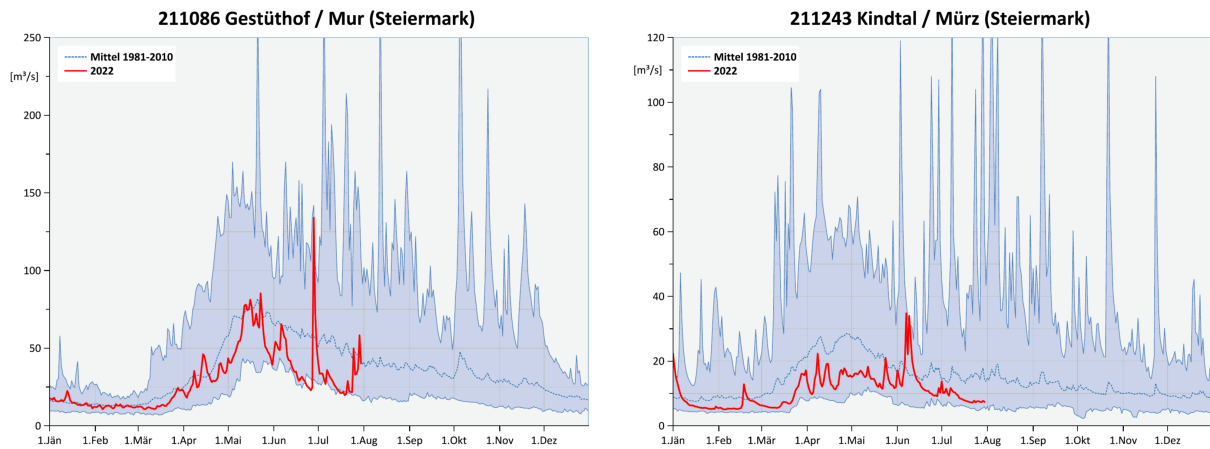 211086 Gestüthof / Mur (Steiermark)
250
[m³/s]
200
150
100
50
0
Mittel 1981-2010
2022
1.Jän 1.Feb 1.Mär 1.Apr 1.Mai 1.Jun 1.Jul 1.Aug 1.Sep 1.Okt 1.Nov 1.Dez
211243 Kindtal / Mürz (Steiermark)
120
[m³/s]
100
80
60
40
20
0
Mittel 1981-2010
2022
1.Jän 1.Feb 1.Mär 1.Apr 1.Mai 1.Jun 1.Jul 1.Aug 1.Sep 1.Okt 1.Nov 1.Dez